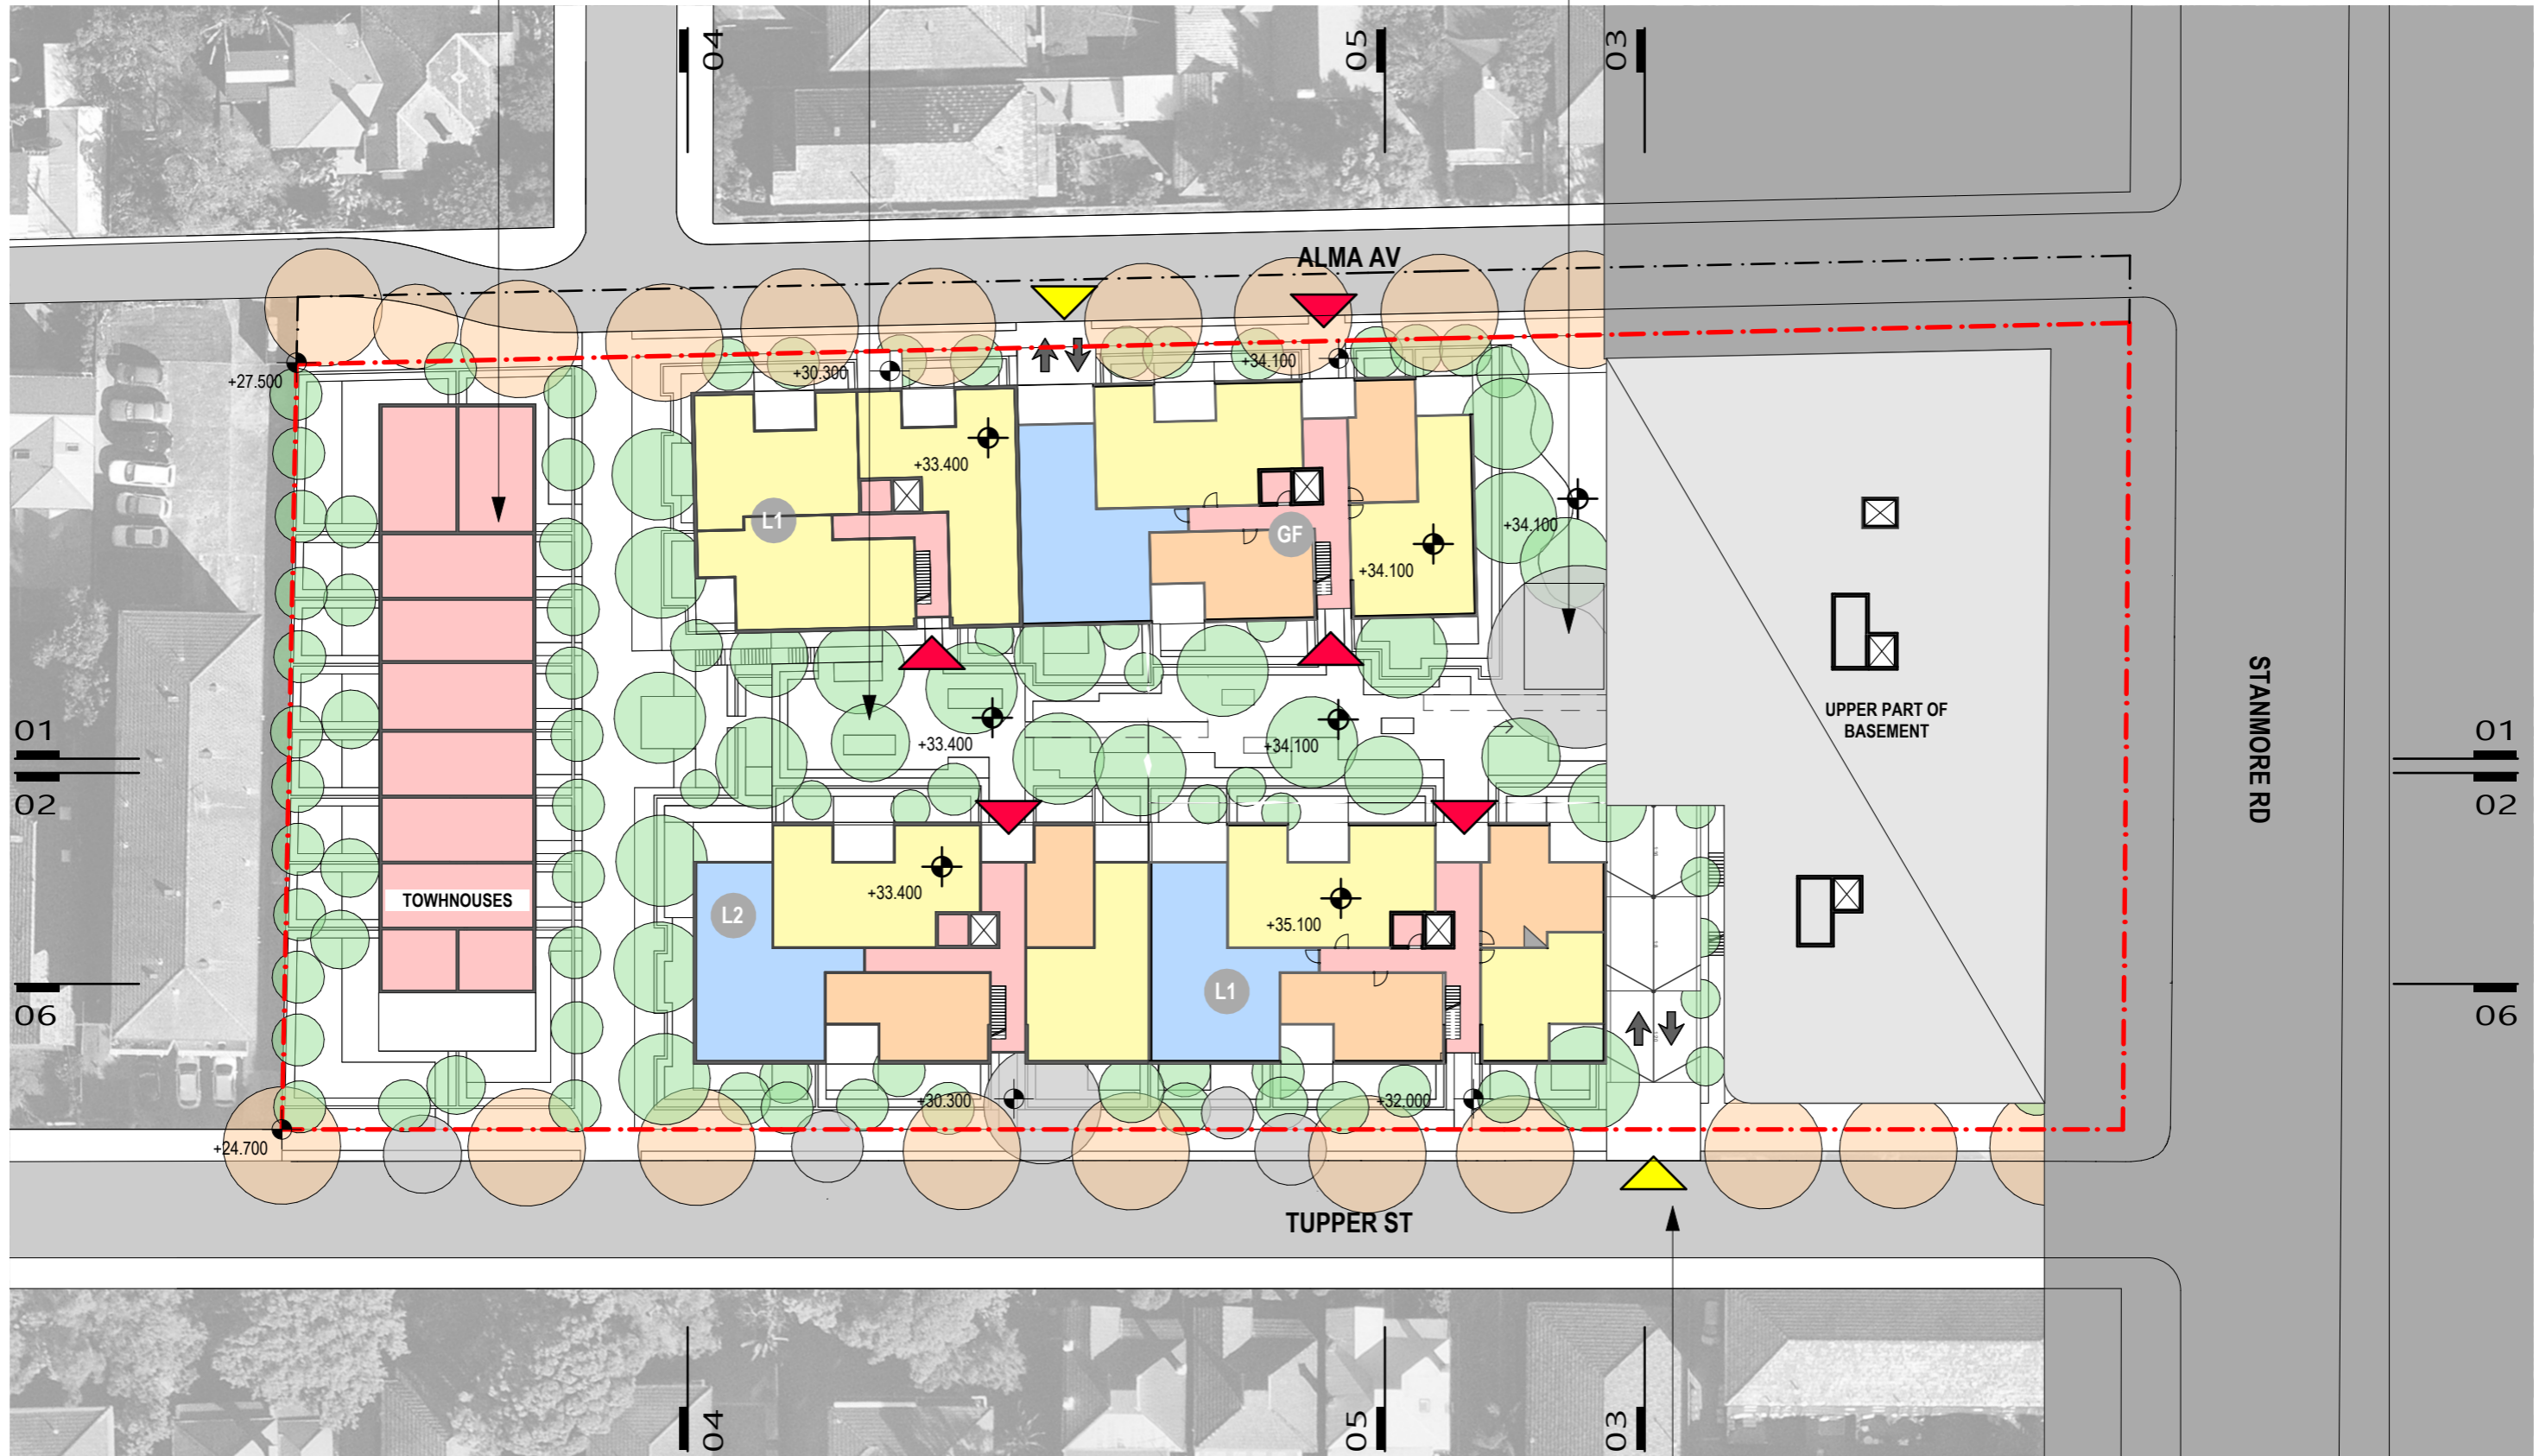 04
05
03
ALMA AV
+27.500
+30.300
+34.100
+33.400
L1
GF
+34.100
+34.100
STANMORE RD
UPPER PART OF
BASEMENT
01
02
01
02
+33.400
+34.100
TOWHNOUSES
L2
+33.400
+35.100
L1
06
06
+30.300
+32.000
+24.700
TUPPER ST
04
05
03